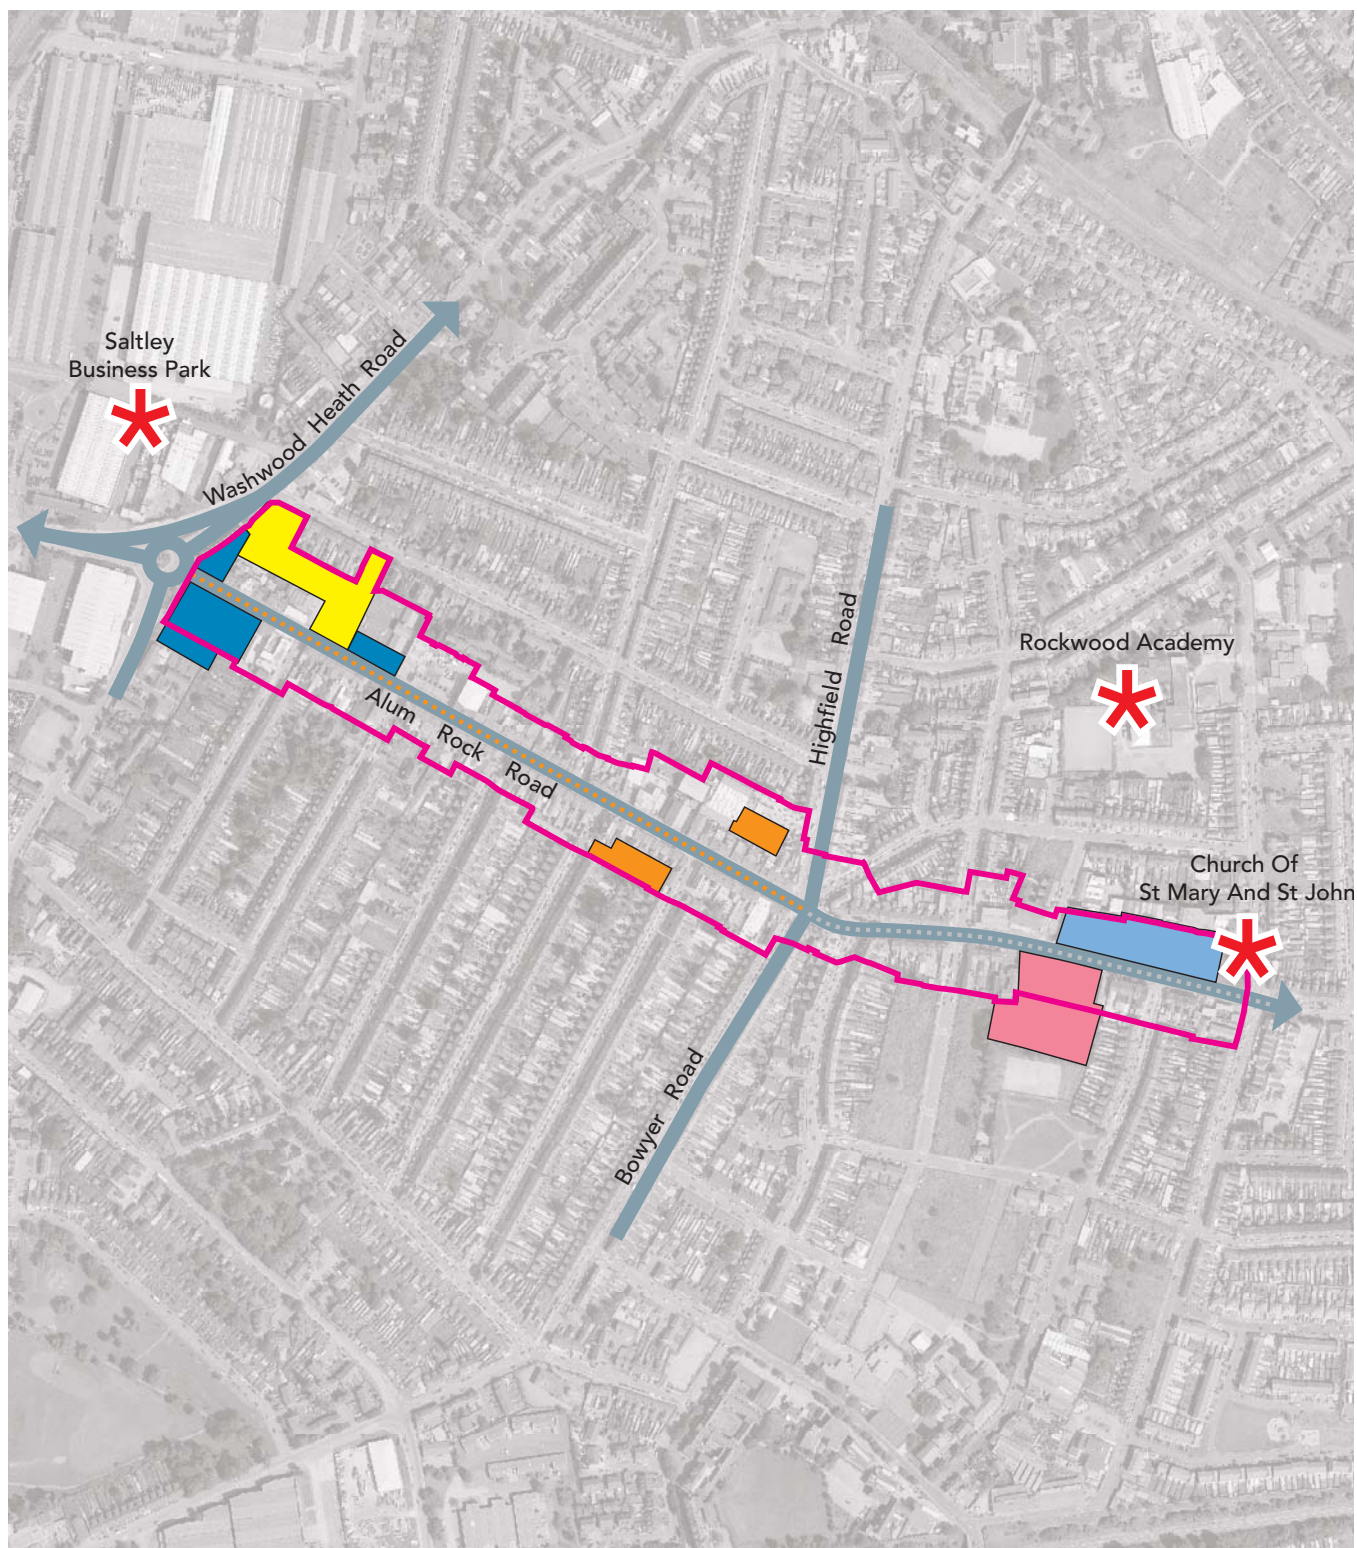 Saltley
Business Park
Washwood Heath Road
Highfield Road
Rockwood Academy
Alum Rock Road
Church Of
St Mary And St John
Bowyer Road